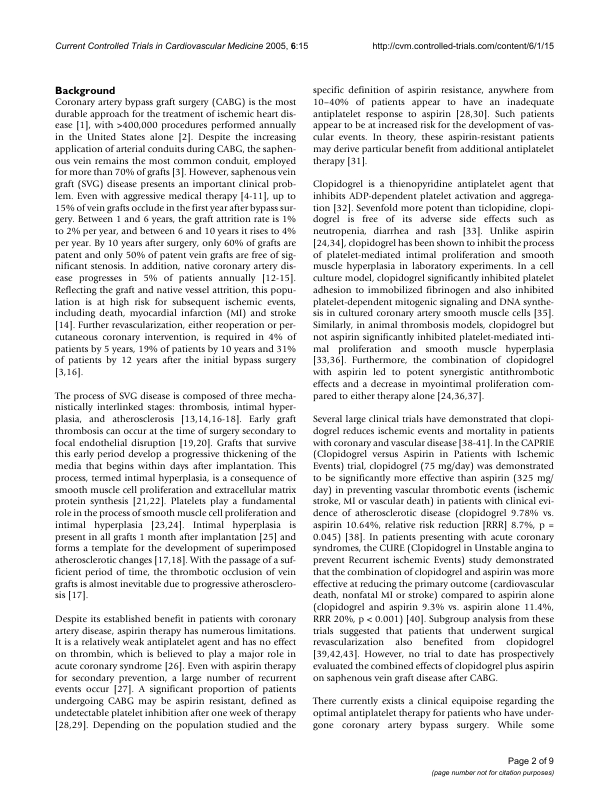 Current Controlled Trials in Cardiovascular Medicine 2005, 6:15
http://cvm.controlled-trials.com/content/6/1/15
Background
Coronary artery bypass graft surgery (CABG) is the most
durable approach for the treatment of ischemic heart dis-
ease [1], with >400,000 procedures performed annually
in the United States alone [2]. Despite the increasing
application of arterial conduits during CABG, the saphen-
ous vein remains the most common conduit, employed
for more than 70% of grafts [3]. However, saphenous vein
graft (SVG) disease presents an important clinical prob-
lem. Even with aggressive medical therapy [4-11], up to
15% of vein grafts occlude in the first year after bypass sur-
gery. Between 1 and 6 years, the graft attrition rate is 1%
to 2% per year, and between 6 and 10 years it rises to 4%
per year. By 10 years after surgery, only 60% of grafts are
patent and only 50% of patent vein grafts are free of sig-
nificant stenosis. In addition, native coronary artery dis-
ease progresses in 5% of patients annually [12-15].
Reflecting the graft and native vessel attrition, this popu-
lation is at high risk for subsequent ischemic events,
including death, myocardial infarction (MI) and stroke
[14]. Further revascularization, either reoperation or per-
cutaneous coronary intervention, is required in 4% of
patients by 5 years, 19% of patients by 10 years and 31%
of patients by 12 years after the initial bypass surgery
[3,16].
The process of SVG disease is composed of three mecha-
nistically interlinked stages: thrombosis, intimal hyper-
plasia, and atherosclerosis [13,14,16-18]. Early graft
thrombosis can occur at the time of surgery secondary to
focal endothelial disruption [19,20]. Grafts that survive
this early period develop a progressive thickening of the
media that begins within days after implantation. This
process, termed intimal hyperplasia, is a consequence of
smooth muscle cell proliferation and extracellular matrix
protein synthesis [21,22]. Platelets play a fundamental
role in the process of smooth muscle cell proliferation and
intimal hyperplasia [23,24]. Intimal hyperplasia is
present in all grafts 1 month after implantation [25] and
forms a template for the development of superimposed
atherosclerotic changes [17,18]. With the passage of a suf-
ficient period of time, the thrombotic occlusion of vein
grafts is almost inevitable due to progressive atherosclero-
sis [17].
Despite its established benefit in patients with coronary
artery disease, aspirin therapy has numerous limitations.
It is a relatively weak antiplatelet agent and has no effect
on thrombin, which is believed to play a major role in
acute coronary syndrome [26]. Even with aspirin therapy
for secondary prevention, a large number of recurrent
events occur [27]. A significant proportion of patients
undergoing CABG may be aspirin resistant, defined as
undetectable platelet inhibition after one week of therapy
[28,29]. Depending on the population studied and the
specific definition of aspirin resistance, anywhere from
10–40% of patients appear to have an inadequate
antiplatelet response to aspirin [28,30]. Such patients
appear to be at increased risk for the development of vas-
cular events. In theory, these aspirin-resistant patients
may derive particular benefit from additional antiplatelet
therapy [31].
Clopidogrel is a thienopyridine antiplatelet agent that
inhibits ADP-dependent platelet activation and aggrega-
tion [32]. Sevenfold more potent than ticlopidine, clopi-
dogrel is free of its adverse side effects such as
neutropenia, diarrhea and rash [33]. Unlike aspirin
[24,34], clopidogrel has been shown to inhibit the process
of platelet-mediated intimal proliferation and smooth
muscle hyperplasia in laboratory experiments. In a cell
culture model, clopidogrel significantly inhibited platelet
adhesion to immobilized fibrinogen and also inhibited
platelet-dependent mitogenic signaling and DNA synthe-
sis in cultured coronary artery smooth muscle cells [35].
Similarly, in animal thrombosis models, clopidogrel but
not aspirin significantly inhibited platelet-mediated inti-
mal proliferation and smooth muscle hyperplasia
[33,36]. Furthermore, the combination of clopidogrel
with aspirin led to potent synergistic antithrombotic
effects and a decrease in myointimal proliferation com-
pared to either therapy alone [24,36,37].
Several large clinical trials have demonstrated that clopi-
dogrel reduces ischemic events and mortality in patients
with coronary and vascular disease [38-41]. In the CAPRIE
(Clopidogrel versus Aspirin in Patients with Ischemic
Events) trial, clopidogrel (75 mg/day) was demonstrated
to be significantly more effective than aspirin (325 mg/
day) in preventing vascular thrombotic events (ischemic
stroke, MI or vascular death) in patients with clinical evi-
dence of atherosclerotic disease (clopidogrel 9.78% vs.
aspirin 10.64%, relative risk reduction [RRR] 8.7%, p =
0.045) [38]. In patients presenting with acute coronary
syndromes, the CURE (Clopidogrel in Unstable angina to
prevent Recurrent ischemic Events) study demonstrated
that the combination of clopidogrel and aspirin was more
effective at reducing the primary outcome (cardiovascular
death, nonfatal MI or stroke) compared to aspirin alone
(clopidogrel and aspirin 9.3% vs. aspirin alone 11.4%,
RRR 20%, p < 0.001) [40]. Subgroup analysis from these
trials suggested that patients that underwent surgical
revascularization also benefited from clopidogrel
[39,42,43]. However, no trial to date has prospectively
evaluated the combined effects of clopidogrel plus aspirin
on saphenous vein graft disease after CABG.
There currently exists a clinical equipoise regarding the
optimal antiplatelet therapy for patients who have under-
gone coronary artery bypass surgery. While some
Page 2 of 9
(page number not for citation purposes)